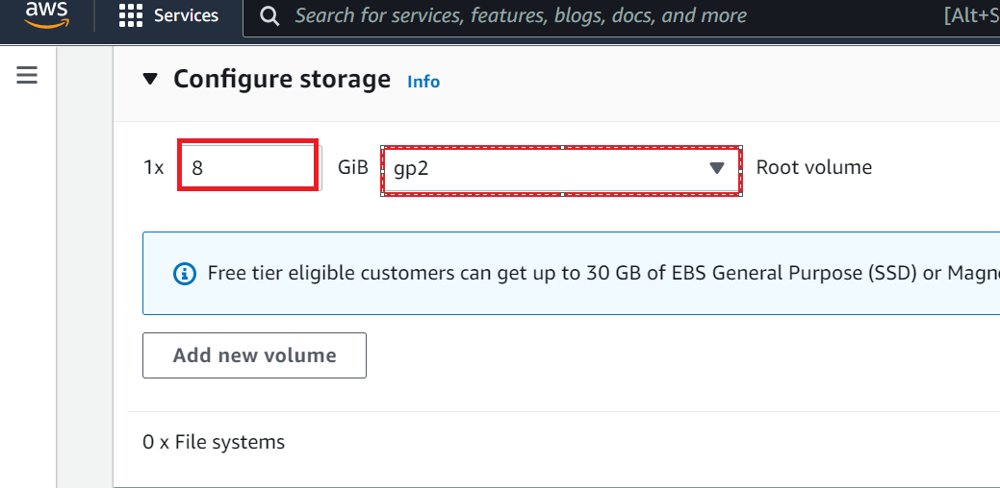 aws
Services
Search for services, features, blogs, docs, and more
[Alt+S
Configure storage Info
1x 8 GiB gp2 Root volume
Free tier eligible customers can get up to 30 GB of EBS General Purpose (SSD) or Magn
Add new volume
0 x File systems